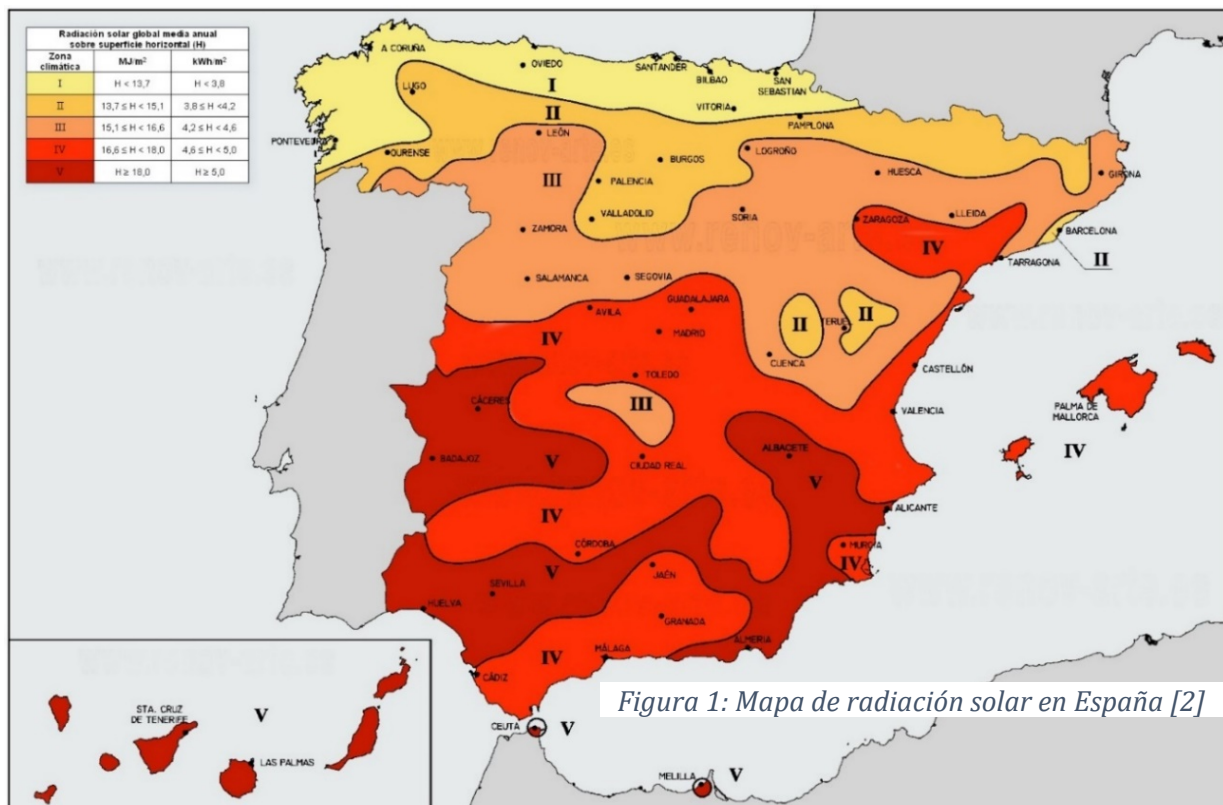 Radiación solar global media anual
sobre superficie horizontal (H)
Zona climática MJ/m² kWh/m²
I H < 13,7 H < 3,8
II 13,7 ≤ H < 15,1 3,8 ≤ H <4,2
III 15,1 ≤ H < 16,6 4,2 ≤ H < 4,6
IV 16,6 ≤ H < 18,0 4,6 ≤ H < 5,0
V H ≥ 18,0 H ≥ 5,0
A CORUÑA
OVIEDO
SANTANDER
BILBAO
SAN
SEBASTIAN
I
LUGO
VITORIA
II
PAMPLONA
PONTEVEDRA
LEÓN
LOGROÑO
OURENSE
BURGOS
HUESCA
GIRONA
III
PALENCIA
VALLADOLID
SORIA
ZARAGOZA
LLEIDA
ZAMORA
BARCELONA
IV
II
TARRAGONA
SALAMANCA
SEGOVIA
GUADALAJARA
AVILA
II
II
TERUEL
IV
MADRID
CUENCA
CASTELLÓN
TOLEDO
CÁCERES
III
VALENCIA
PALMA DE
MALLORCA
IV
BADAJOZ
V
CIUDAD REAL
ALBACETE
V
IV
ALICANTE
CÓRDOBA
MURCIA
IV
V
JAÉN
SEVILLA
HUELVA
GRANADA
ALMERIA
MÁLAGA
IV
CÁDIZ
Figura 1: Mapa de radiación solar en España [2]
CEUTA
V
MELILLA
V
STA. CRUZ
DE TENERIFE
V
LAS PALMAS